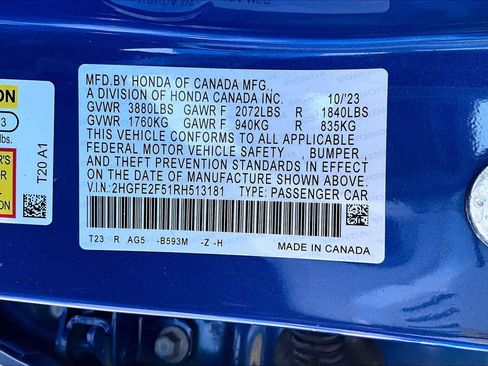 MFD.BY HONDA OF CANADA MFG.,
A DIVISION OF HONDA CANADA INC. 10/'23
GVWR 3880LBS GAWR F 2072LBS R 1840LBS
GVWR 1760KG GAWR F 940KG R 835KG
THIS VEHICLE CONFORMS TO ALL APPLICABLE
FEDERAL MOTOR VEHICLE SAFETY , BUMPER ,
AND THEFT PREVENTION STANDARDS IN EFFECT
ON THE DATE OF MANUFACTURE SHOWN ABOVE.
V.I.N.:2HGFE2F51RH513181 TYPE: PASSENGER CAR
T23 R AG5 -B593M -Z -H
MADE IN CANADA
T20 A1